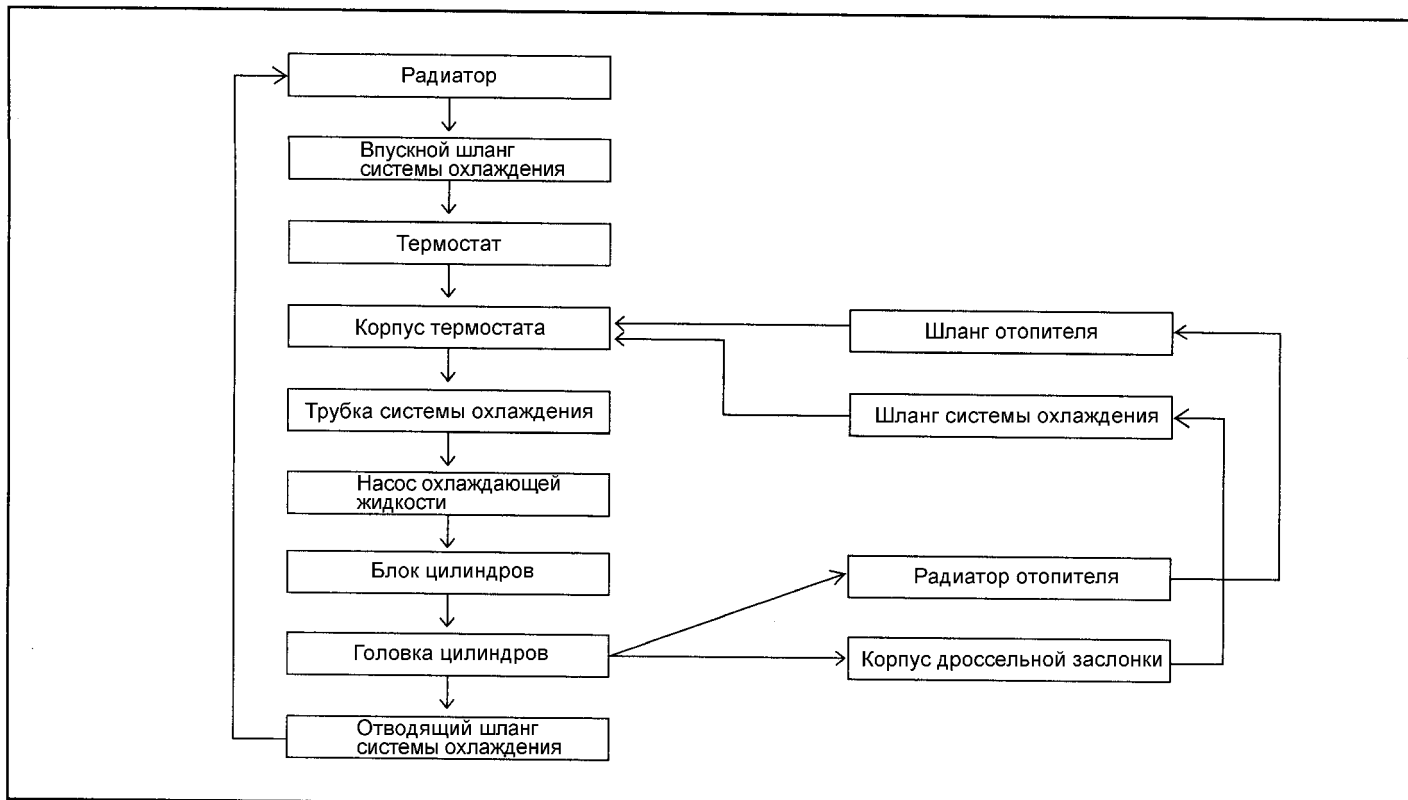 Радиатор
Впускной шланг
системы охлаждения
Термостат
Корпус термостата
Трубка системы охлаждения
Насос охлаждающей
жидкости
Блок цилиндров
Головка цилиндров
Отводящий шланг
системы охлаждения
Шланг отопителя
Шланг системы охлаждения
Радиатор отопителя
Корпус дроссельной заслонки